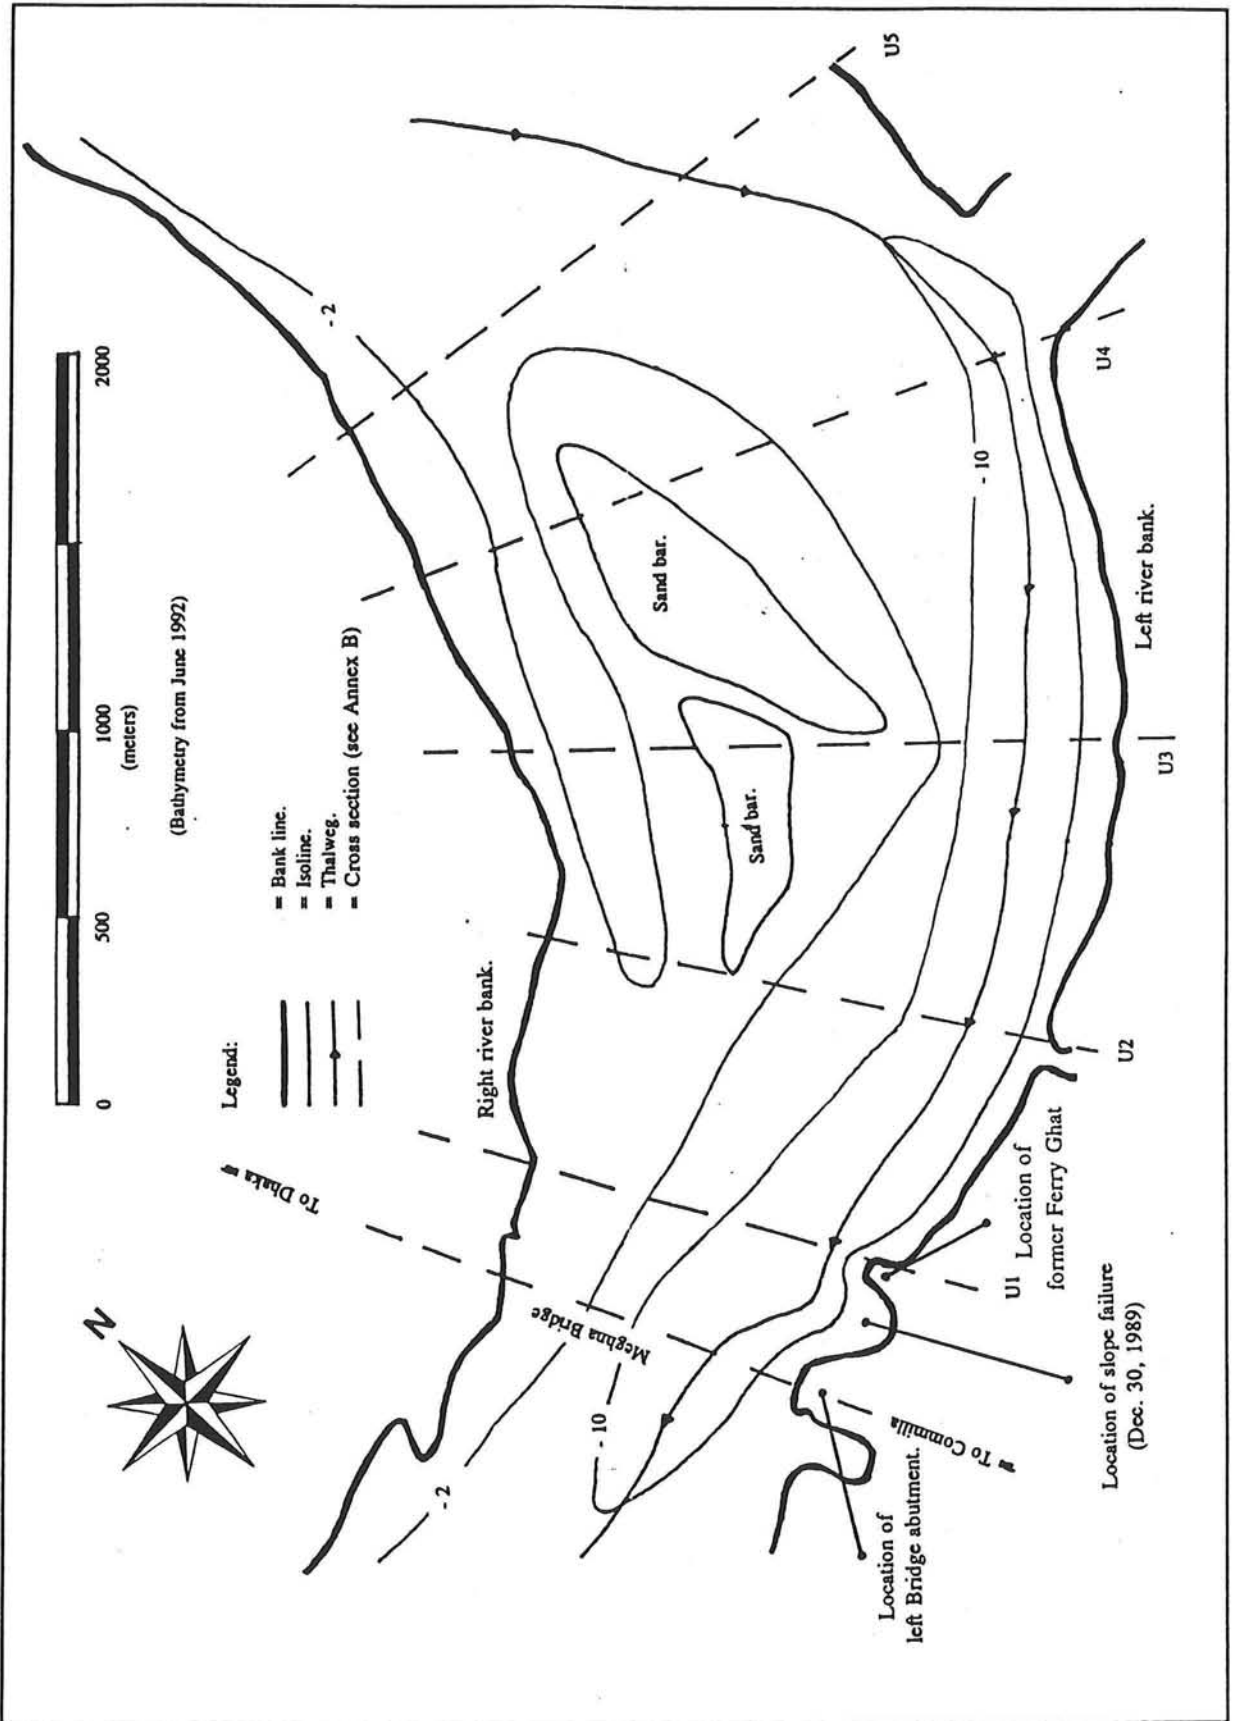 N
To Dhaka
0
500
1000
2000
(meters)
(Bathymetry from June 1992)
Legend:
= Bank line.
= Isoline.
= Thalweg.
= Cross section (see Annex B)
Right river bank.
- 2
- 2
Meghna Bridge
- 10
- 10
Sand bar.
Sand bar.
To Commilla
Left river bank.
U1
U2
U3
U4
U5
Location of
former Ferry Ghat
Location of slope failure
(Dec. 30, 1989)
Location of
left Bridge abutment.